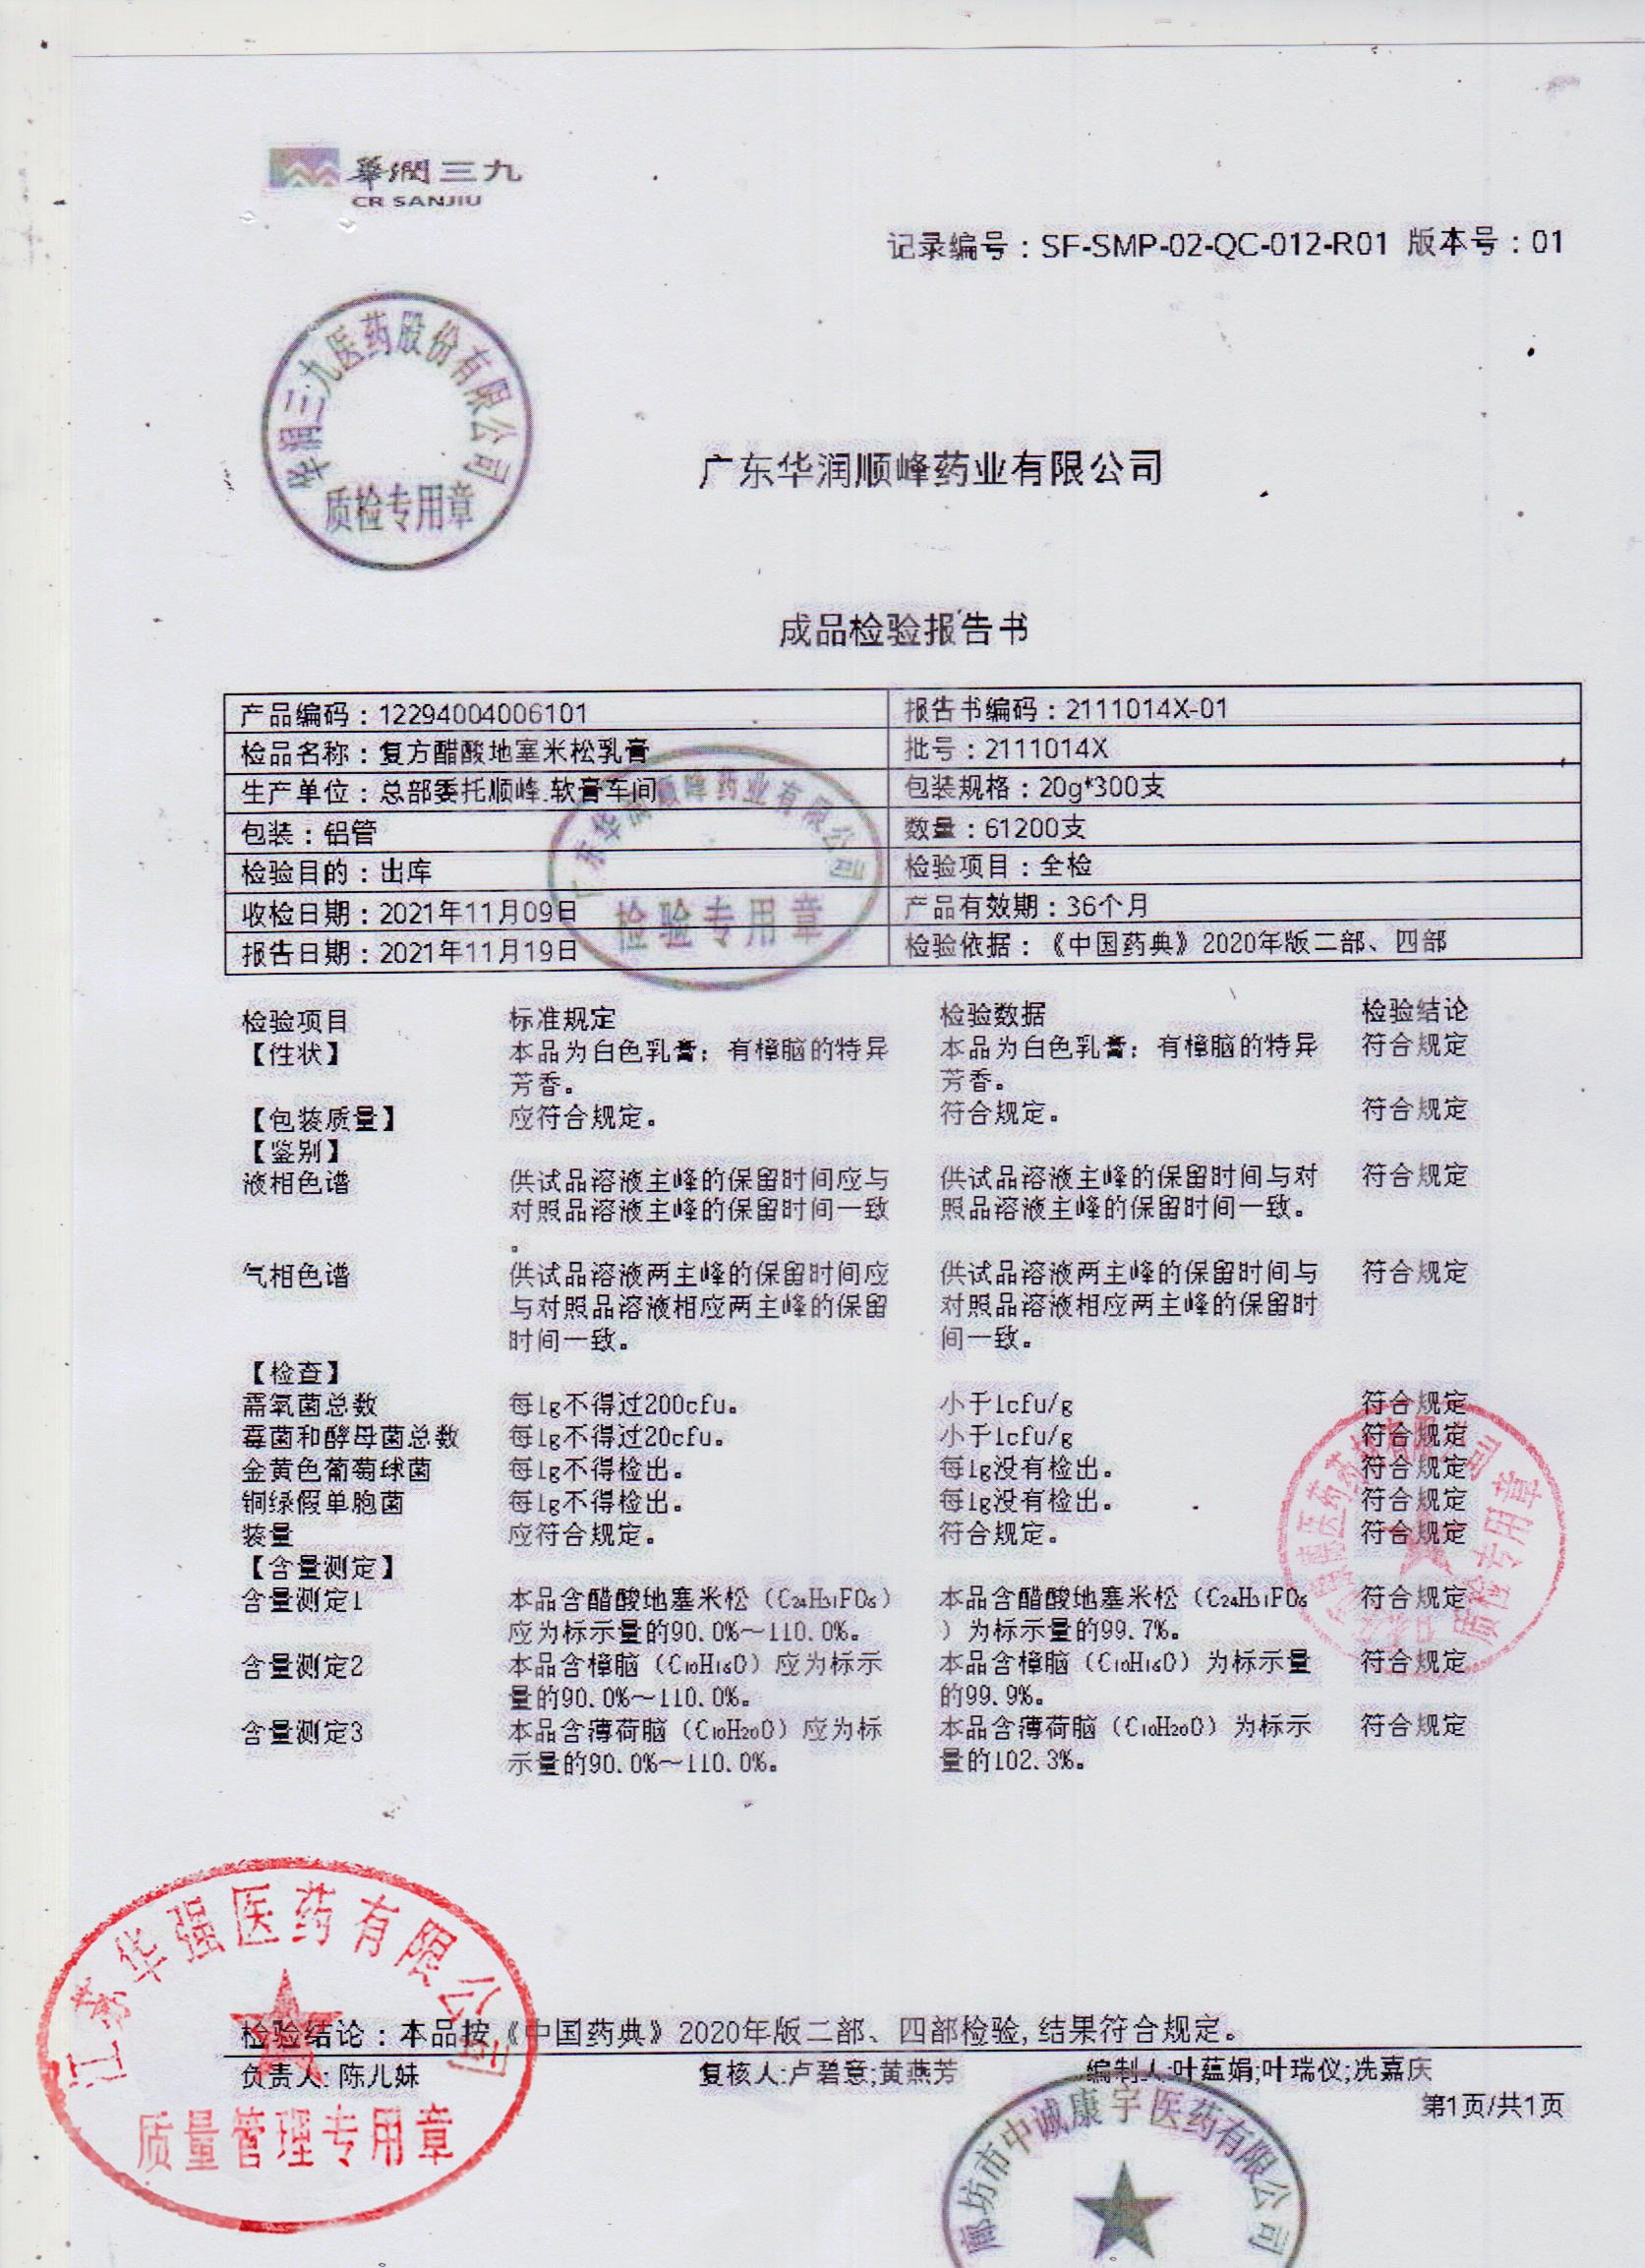 華潤三九
CR SANJIU
记录编号：SF-SMP-02-QC-012-R01 版本号：01
华润三九医药股份有限公司
质检专用章
广东华润顺峰药业有限公司
成品检验报告书
产品编码：12294004006101 报告书编码：2111014X-01
检品名称：复方醋酸地塞米松乳膏 批号：2111014X
生产单位：总部委托顺峰.软膏车间 包装规格：20g*300支
包装：铝管 数量：61200支
检验目的：出库 检验项目：全检
收检日期：2021年11月09日 产品有效期：36个月
报告日期：2021年11月19日 检验依据：《中国药典》2020年版二部、四部
广东华润顺峰药业有限公司
检验专用章
检验项目 标准规定 检验数据 检验结论
【性状】 本品为白色乳膏；有樟脑的特异 本品为白色乳膏；有樟脑的特异 符合规定
芳香。 芳香。
【包装质量】 应符合规定。 符合规定。 符合规定
【鉴别】
液相色谱 供试品溶液主峰的保留时间应与 供试品溶液主峰的保留时间与对 符合规定
对照品溶液主峰的保留时间一致 照品溶液主峰的保留时间一致。
。
气相色谱 供试品溶液两主峰的保留时间应 供试品溶液两主峰的保留时间与 符合规定
与对照品溶液相应两主峰的保留 对照品溶液相应两主峰的保留时
时间一致。 间一致。
【检查】
需氧菌总数 每1g不得过200cfu。 小于1cfu/g 符合规定
霉菌和酵母菌总数 每1g不得过20cfu。 小于1cfu/g 符合规定
金黄色葡萄球菌 每1g不得检出。 每1g没有检出。 符合规定
铜绿假单胞菌 每1g不得检出。 每1g没有检出。 符合规定
装量 应符合规定。 符合规定。 符合规定
【含量测定】
含量测定1 本品含醋酸地塞米松（C₂₄H₃₁FO₆） 本品含醋酸地塞米松（C₂₄H₃₁FO₆ 符合规定
应为标示量的90.0%～110.0%。 ）为标示量的99.7%。
含量测定2 本品含樟脑（C₁₀H₁₆O）应为标示 本品含樟脑（C₁₀H₁₆O）为标示量 符合规定
量的90.0%～110.0%。 的99.9%。
含量测定3 本品含薄荷脑（C₁₀H₂₀O）应为标 本品含薄荷脑（C₁₀H₂₀O）为标示 符合规定
示量的90.0%～110.0%。 量的102.3%。
检验结论：本品按《中国药典》2020年版二部、四部检验,结果符合规定。
负责人: 陈儿妹 复核人:卢碧意;黄燕芳 编制人:叶蕴娟;叶瑞仪;冼嘉庆
第1页/共1页
江苏华强医药有限公司
质量管理专用章
廊坊市中诚康宇医药有限公司